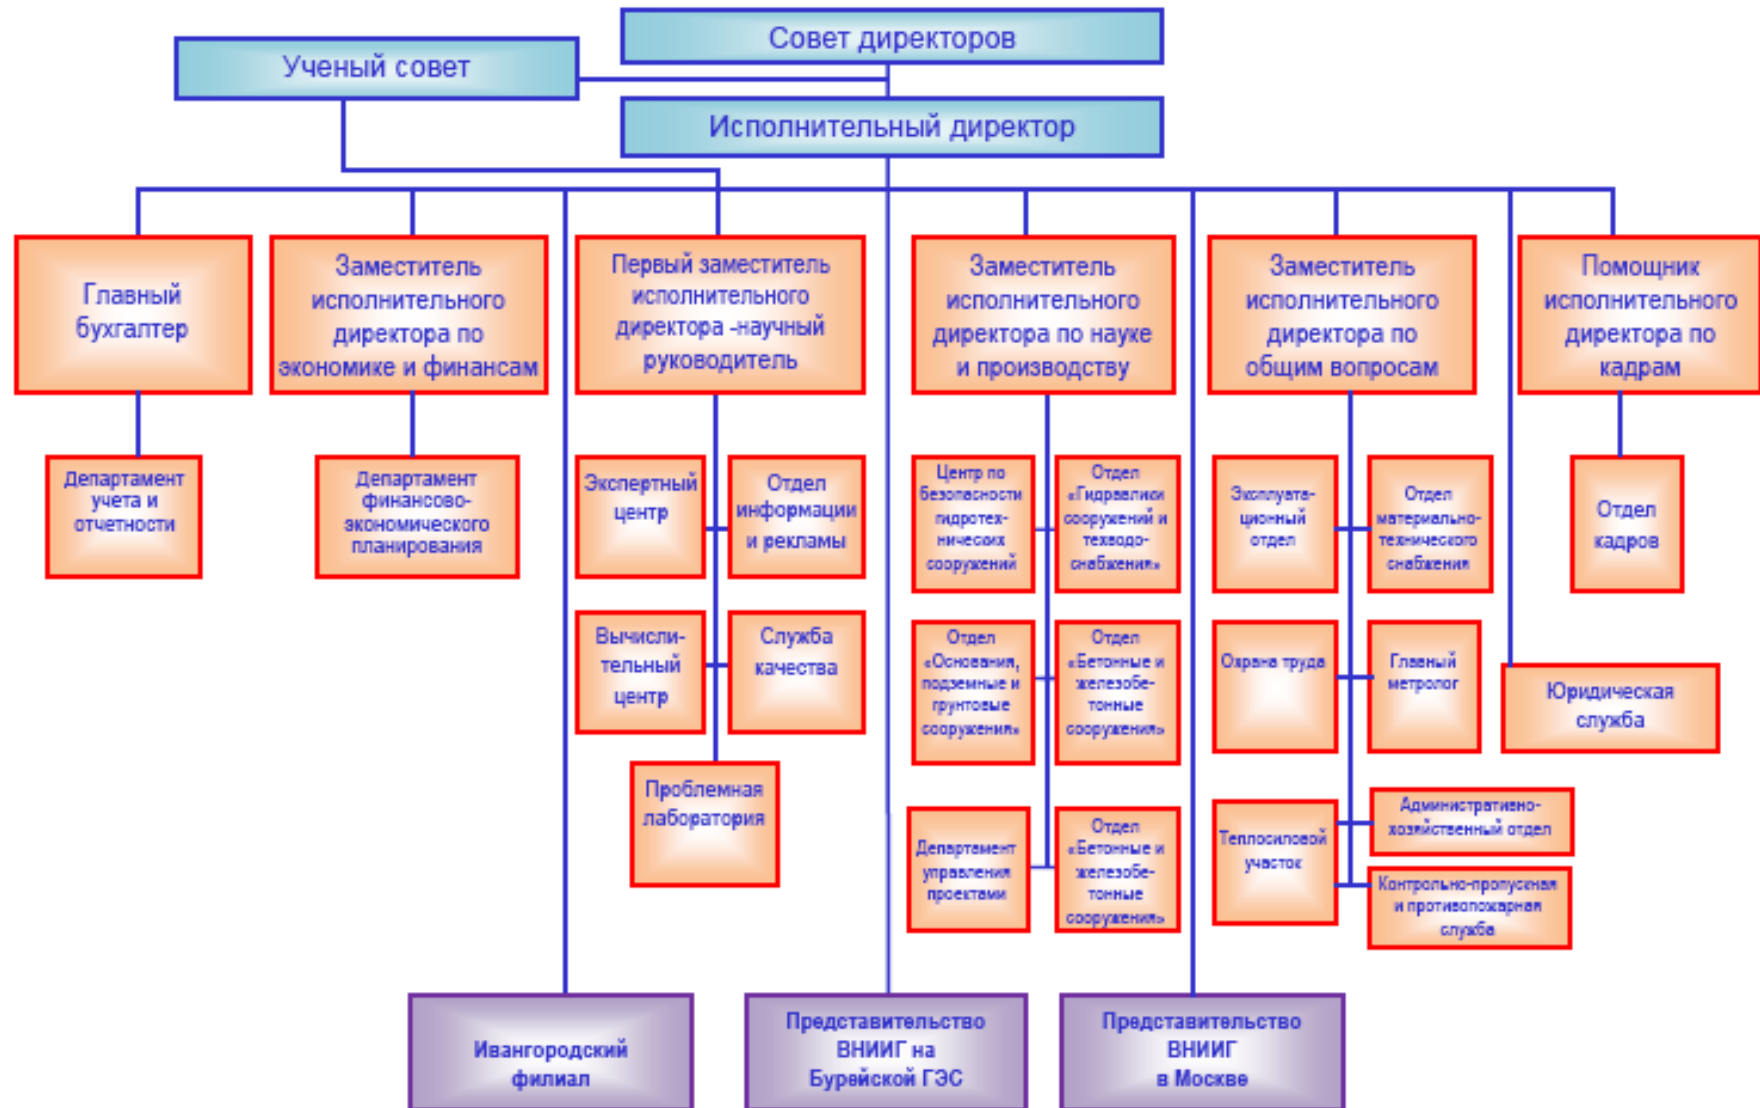 Совет директоров
Ученый совет
Исполнительный директор
Главный
бухгалтер
Заместитель
исполнительного
директора по
экономике и финансам
Первый заместитель
исполнительного
директора -научный
руководитель
Заместитель
исполнительного
директора по науке
и производству
Заместитель
исполнительного
директора по
общим вопросам
Помощник
исполнительного
директора по
кадрам
Департамент
учета и
отчетности
Департамент
финансово-
экономического
планирования
Экспертный
центр
Отдел
информации
и рекламы
Центр по
безопасности
гидротех-
нических
сооружений
Отдел
«Гидравлики
сооружений и
техводо-
снабжения»
Эксплуата-
ционный
отдел
Отдел
материально-
технического
снабжения
Отдел
кадров
Вычисли-
тельный
центр
Служба
качества
Отдел
«Основания,
подземные и
грунтовые
сооружения»
Отдел
«Бетонные и
железобе-
тонные
сооружения»
Охрана труда
Главный
метролог
Юридическая
служба
Проблемная
лаборатория
Департамент
управления
проектами
Отдел
«Бетонные и
железобе-
тонные
сооружения»
Теплосиловой
участок
Административно-
хозяйственный отдел
Контрольно-пропускная
и противопожарная
служба
Ивангородский
филиал
Представительство
ВНИИГ на
Бурейской ГЭС
Представительство
ВНИИГ
в Москве